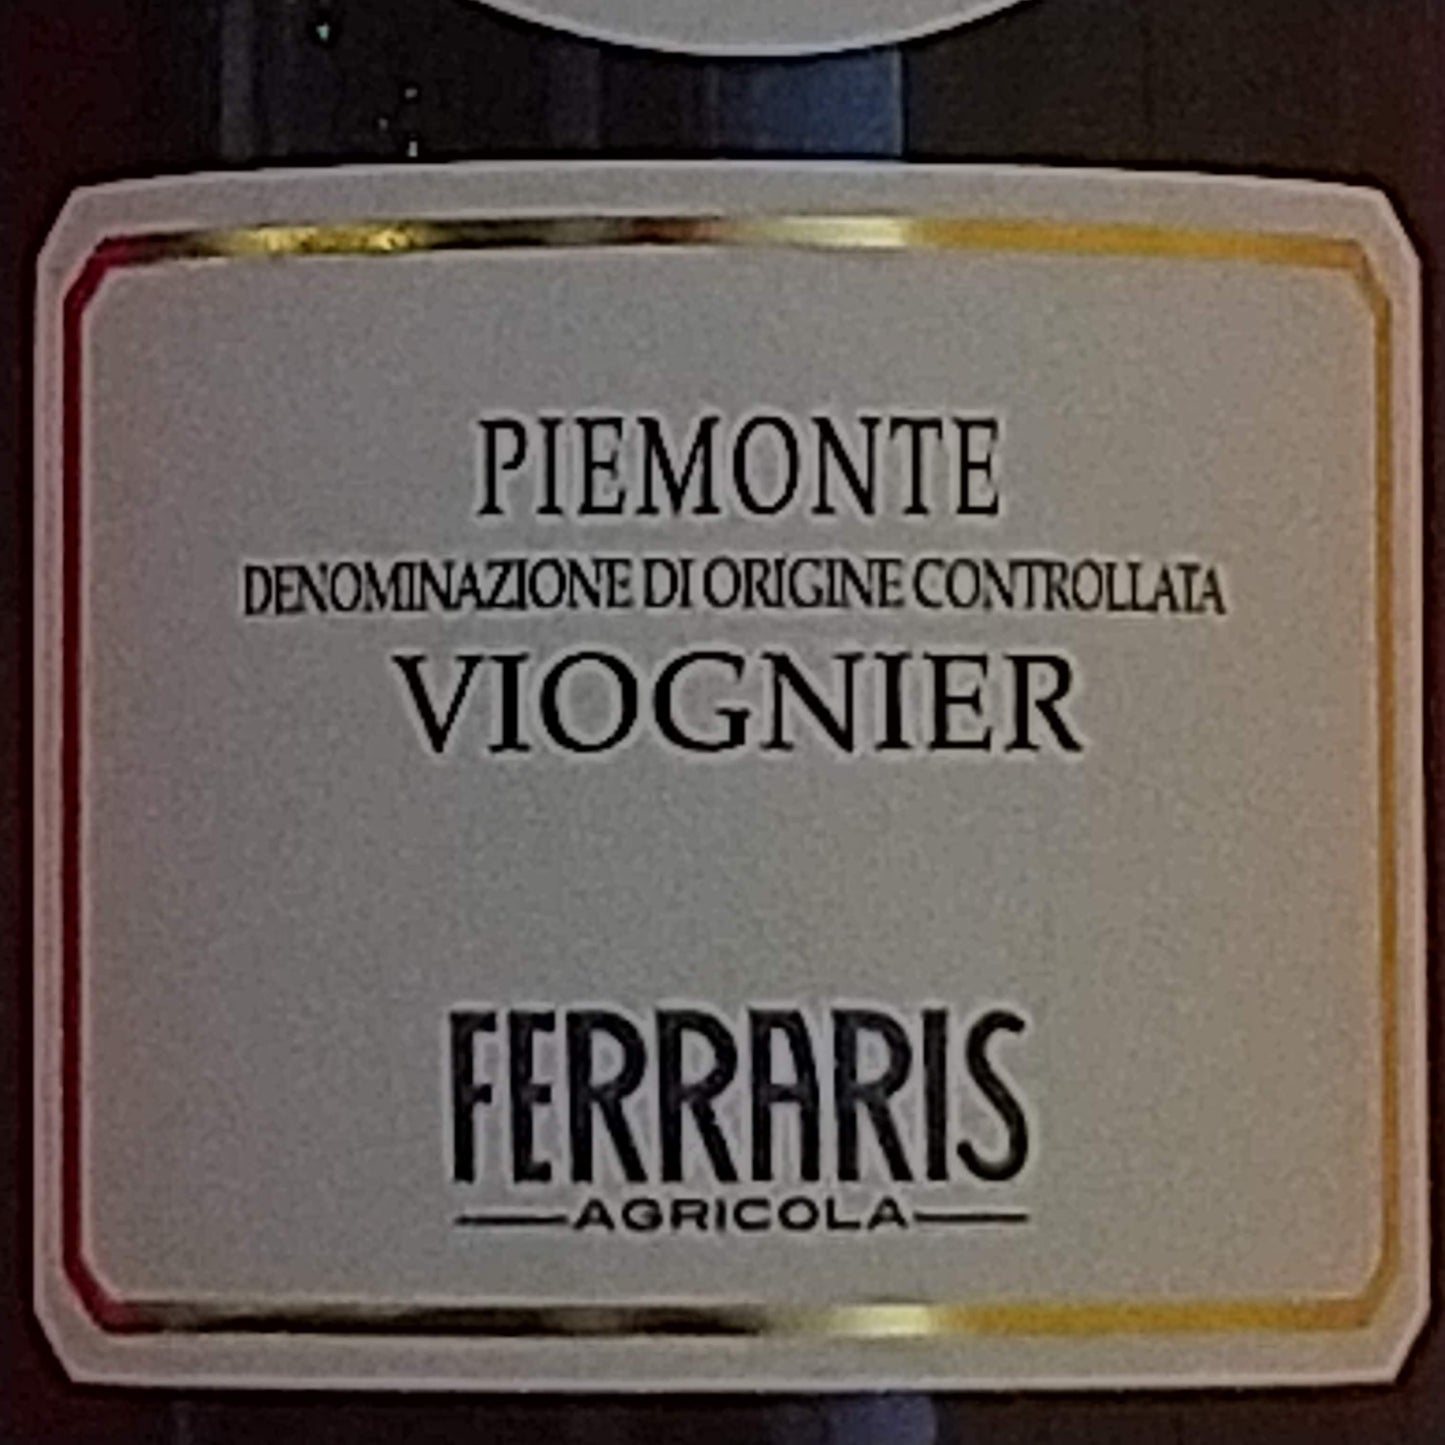 PIEMONTE
DENOMINAZIONE DI ORIGINE CONTROLLATA
VIOGNIER
FERRARIS
AGRICOLA